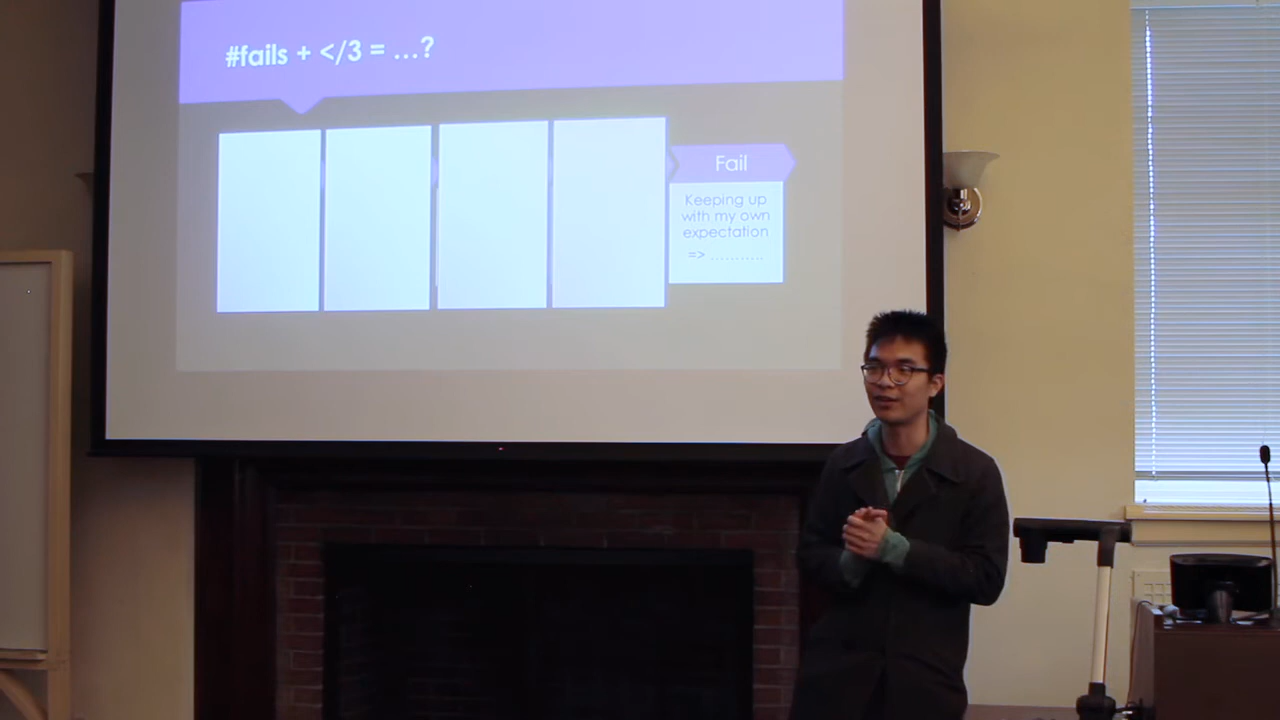 #fails + </3 = ...?
Fail
Keeping up
with my own
expectation
=> ...........